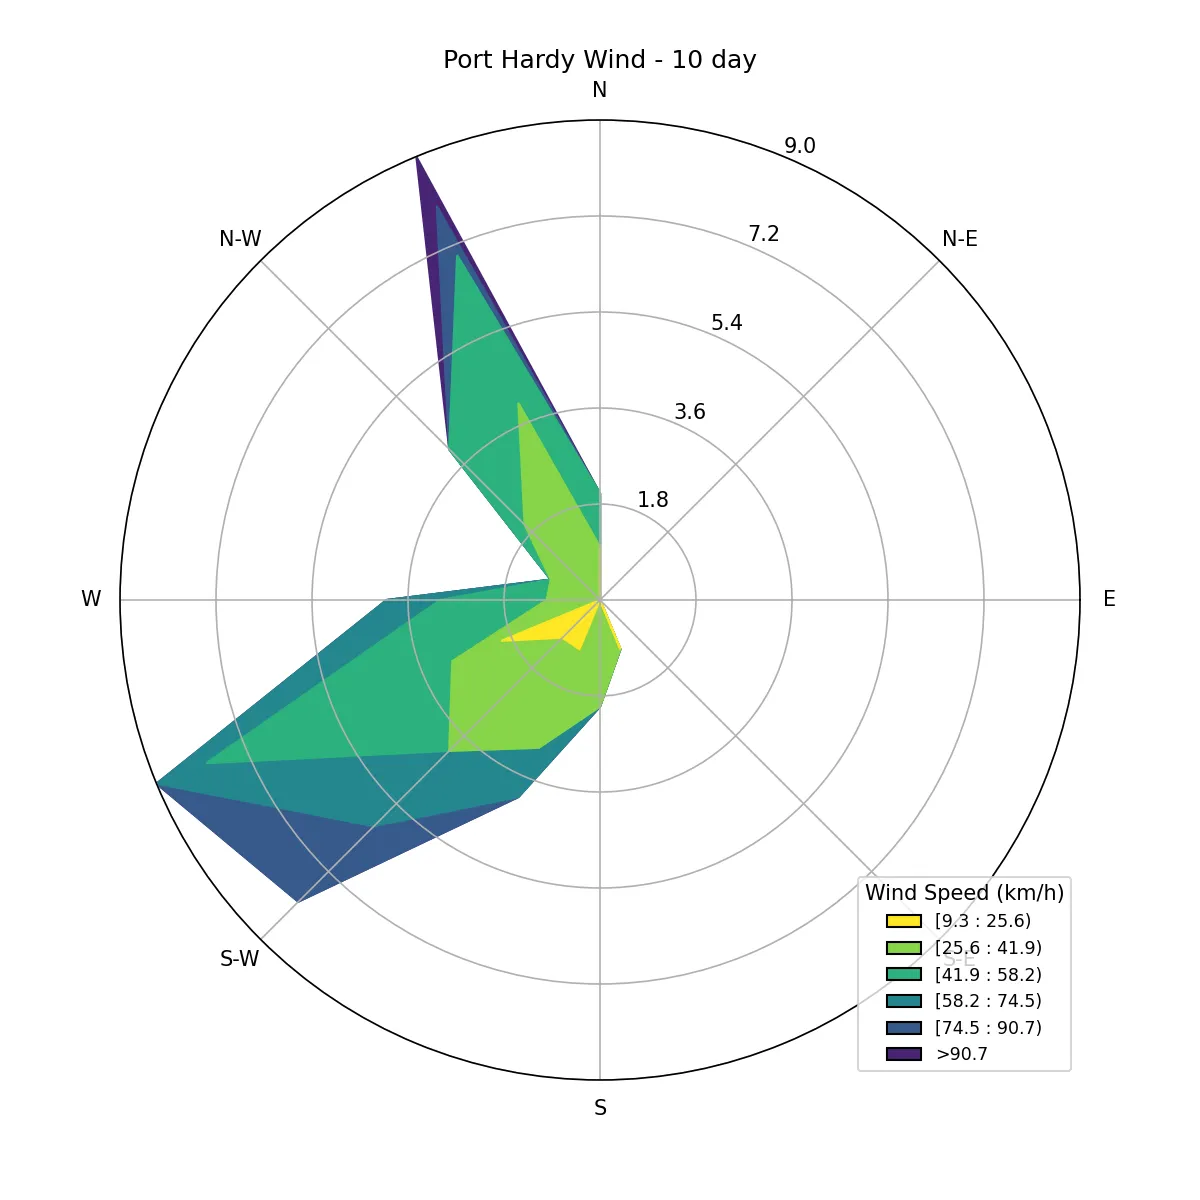 Port Hardy Wind - 10 day
N
9.0
N-W
N-E
7.2
5.4
3.6
1.8
W
E
S-W
S-E
S
Wind Speed (km/h)
[9.3 : 25.6)
[25.6 : 41.9)
[41.9 : 58.2)
[58.2 : 74.5)
[74.5 : 90.7)
>90.7